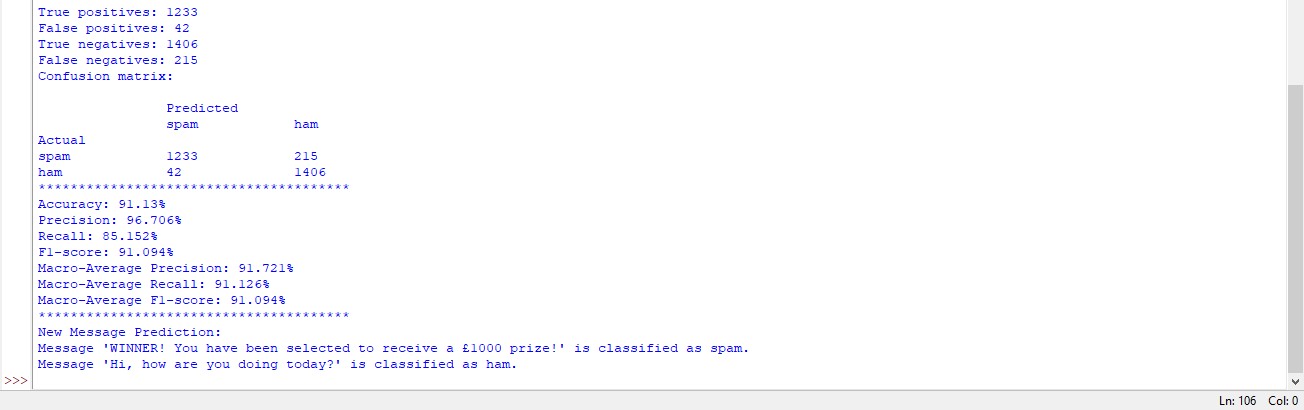 True positives: 1233
False positives: 42
True negatives: 1406
False negatives: 215
Confusion matrix:
Predicted
spam ham
Actual
spam 1233 215
ham 42 1406
***************************************
Accuracy: 91.13%
Precision: 96.706%
Recall: 85.152%
F1-score: 91.094%
Macro-Average Precision: 91.721%
Macro-Average Recall: 91.126%
Macro-Average F1-score: 91.094%
***************************************
New Message Prediction:
Message 'WINNER! You have been selected to receive a £1000 prize!' is classified as spam.
Message 'Hi, how are you doing today?' is classified as ham.
>>>
Ln: 106 Col: 0